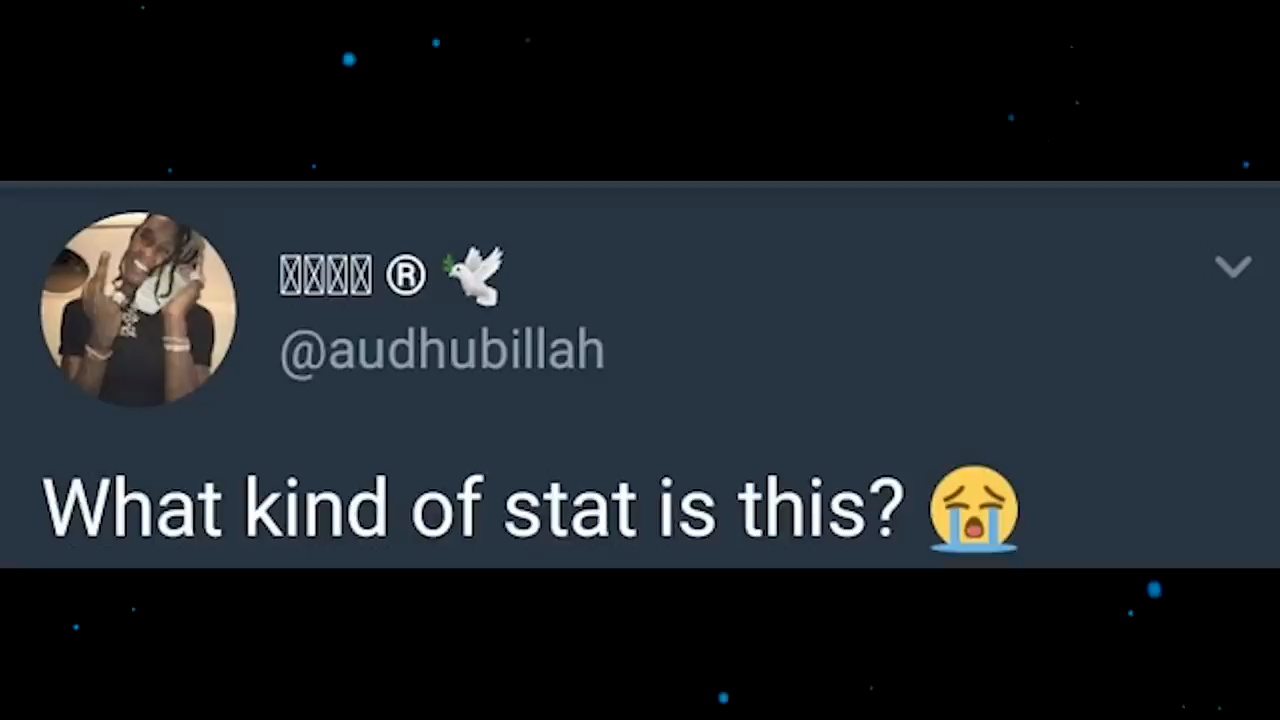 ® 🕊
@audhubillah
What kind of stat is this? 😭